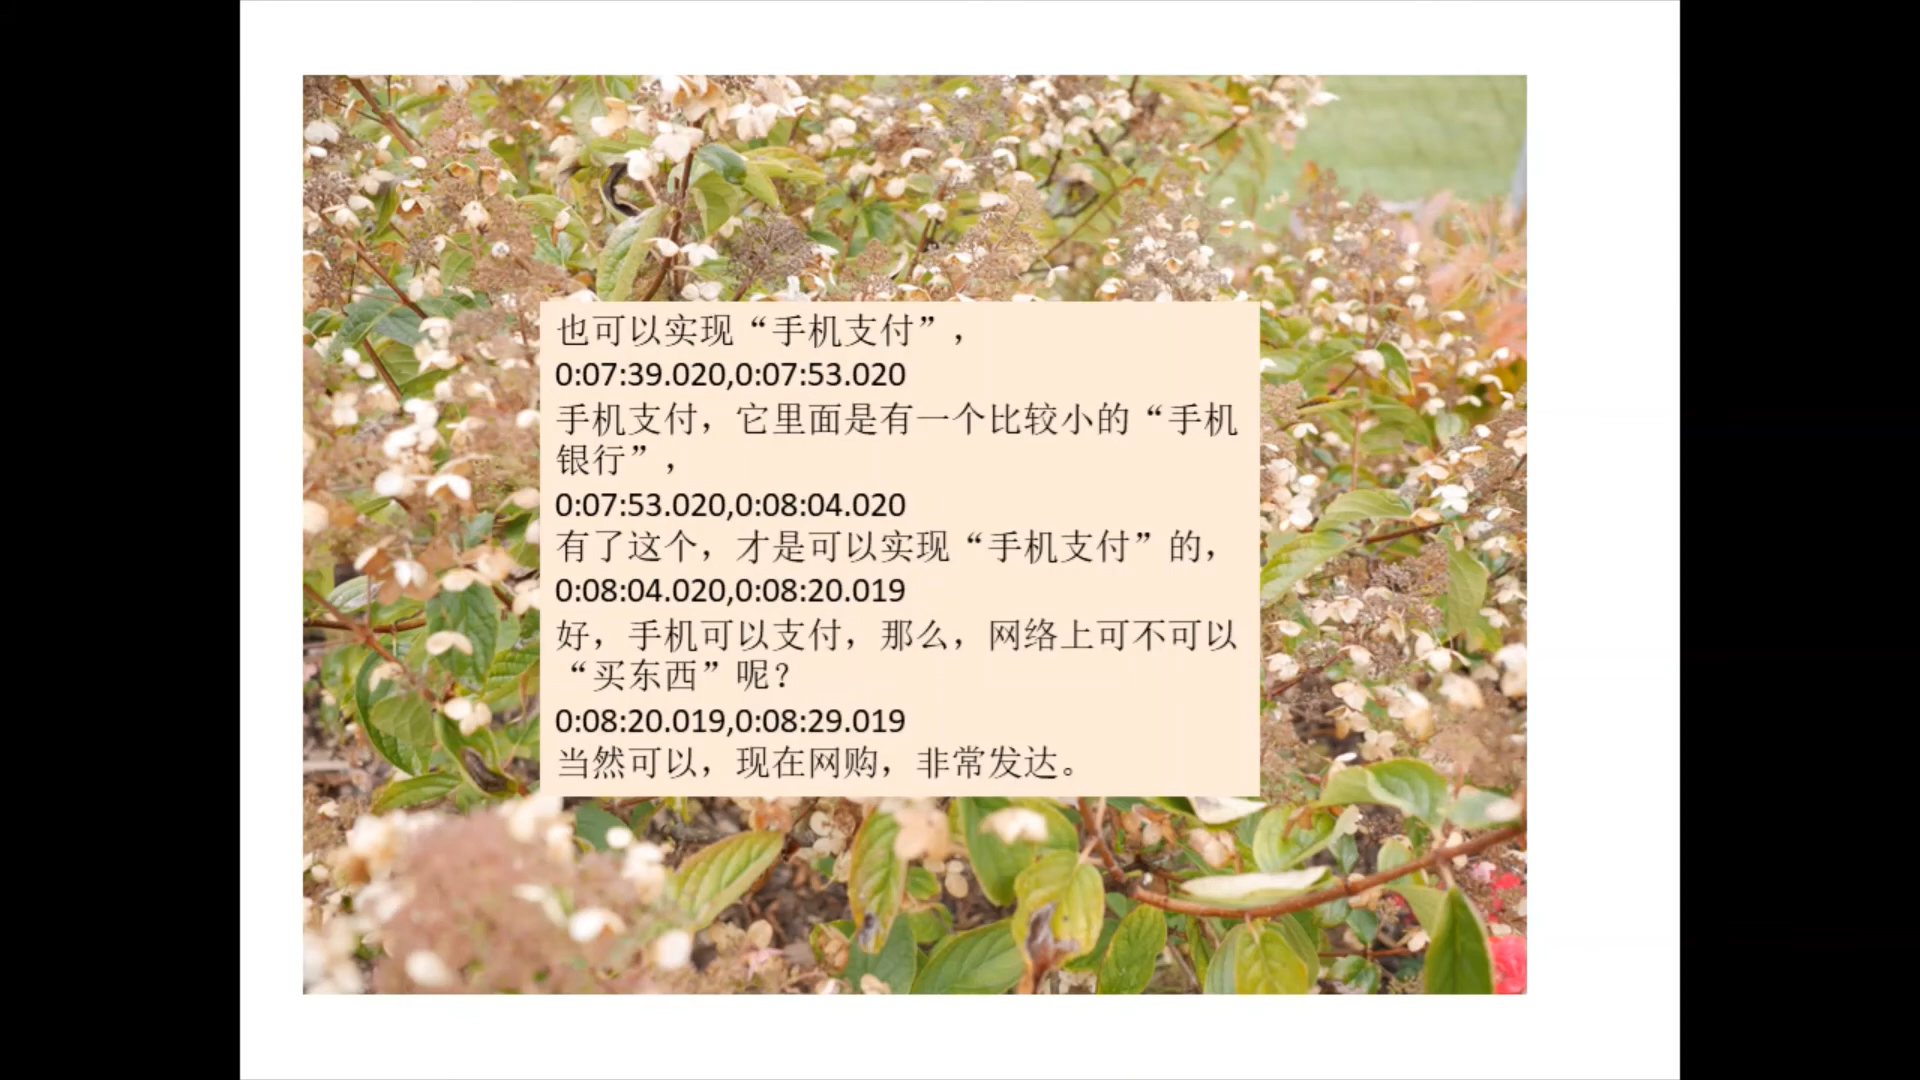 也可以实现“手机支付”，
0:07:39.020,0:07:53.020
手机支付，它里面是有一个比较小的“手机
银行”，
0:07:53.020,0:08:04.020
有了这个，才是可以实现“手机支付”的，
0:08:04.020,0:08:20.019
好，手机可以支付，那么，网络上可不可以
“买东西”呢？
0:08:20.019,0:08:29.019
当然可以，现在网购，非常发达。